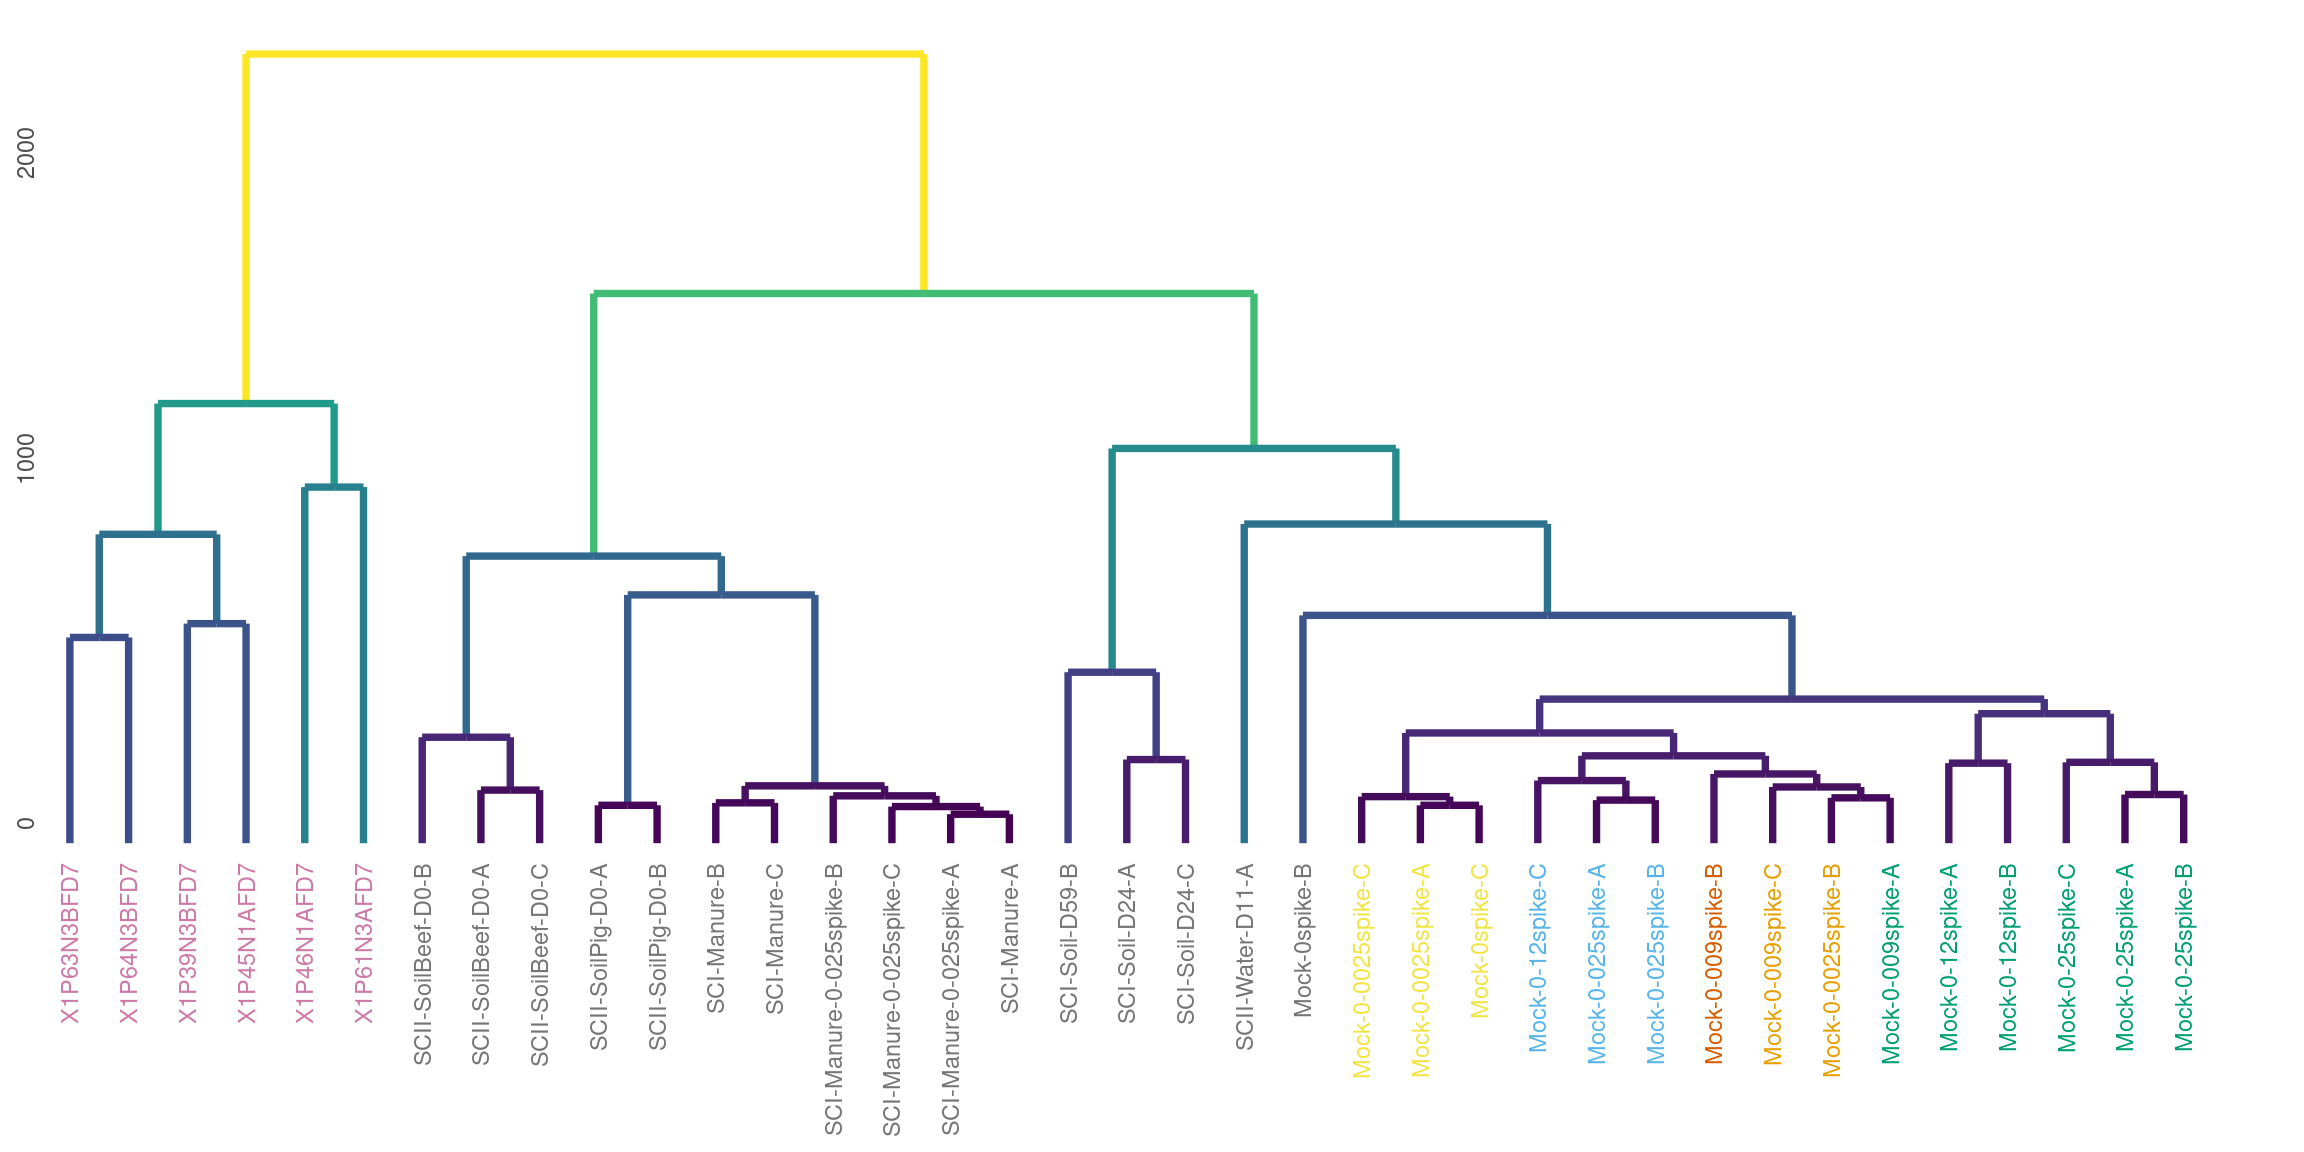 2000
1000
0
X1P63N3BFD7
X1P64N3BFD7
X1P39N3BFD7
X1P45N1AFD7
X1P46N1AFD7
X1P61N3AFD7
SCII-SoilBeef-D0-B
SCII-SoilBeef-D0-A
SCII-SoilBeef-D0-C
SCII-SoilPig-D0-A
SCII-SoilPig-D0-B
SCI-Manure-B
SCI-Manure-C
SCI-Manure-0-025spike-B
SCI-Manure-0-025spike-C
SCI-Manure-0-025spike-A
SCI-Manure-A
SCI-Soil-D59-B
SCI-Soil-D24-A
SCI-Soil-D24-C
SCII-Water-D11-A
Mock-0spike-B
Mock-0-0025spike-C
Mock-0-0025spike-A
Mock-0spike-C
Mock-0-12spike-C
Mock-0-025spike-A
Mock-0-025spike-B
Mock-0-009spike-B
Mock-0-009spike-C
Mock-0-0025spike-B
Mock-0-009spike-A
Mock-0-12spike-A
Mock-0-12spike-B
Mock-0-25spike-C
Mock-0-25spike-A
Mock-0-25spike-B